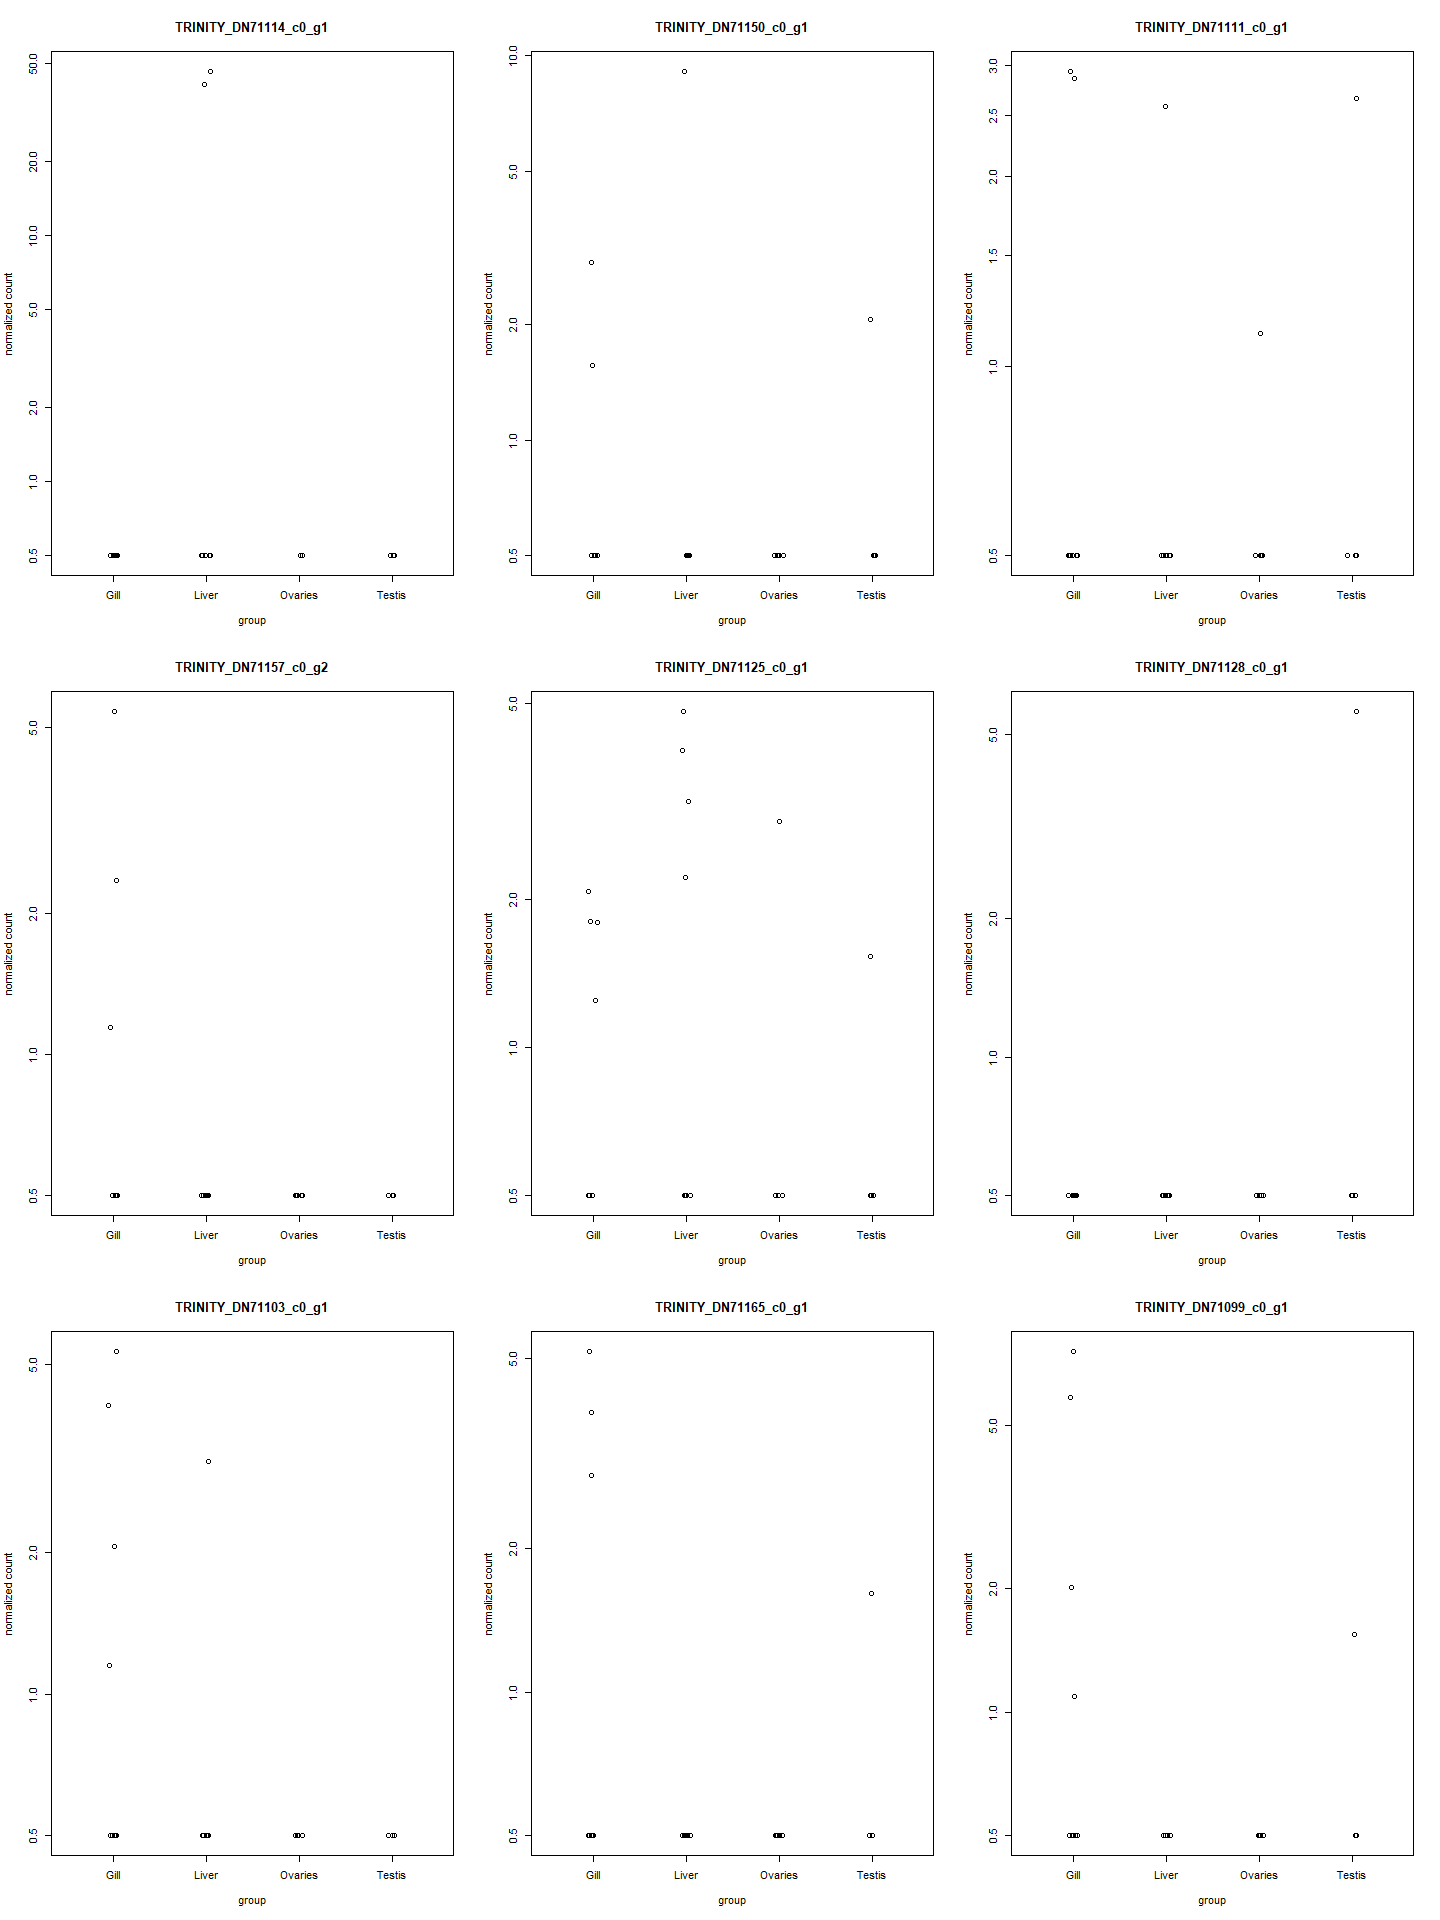 TRINITY_DN71114_c0_g1
normalized count
50.0
20.0
10.0
5.0
2.0
1.0
0.5
Gill Liver Ovaries Testis
group
TRINITY_DN71150_c0_g1
normalized count
10.0
5.0
2.0
1.0
0.5
Gill Liver Ovaries Testis
group
TRINITY_DN71111_c0_g1
normalized count
3.0
2.5
2.0
1.5
1.0
0.5
Gill Liver Ovaries Testis
group
TRINITY_DN71157_c0_g2
normalized count
5.0
2.0
1.0
0.5
Gill Liver Ovaries Testis
group
TRINITY_DN71125_c0_g1
normalized count
5.0
2.0
1.0
0.5
Gill Liver Ovaries Testis
group
TRINITY_DN71128_c0_g1
normalized count
5.0
2.0
1.0
0.5
Gill Liver Ovaries Testis
group
TRINITY_DN71103_c0_g1
normalized count
5.0
2.0
1.0
0.5
Gill Liver Ovaries Testis
group
TRINITY_DN71165_c0_g1
normalized count
5.0
2.0
1.0
0.5
Gill Liver Ovaries Testis
group
TRINITY_DN71099_c0_g1
normalized count
5.0
2.0
1.0
0.5
Gill Liver Ovaries Testis
group